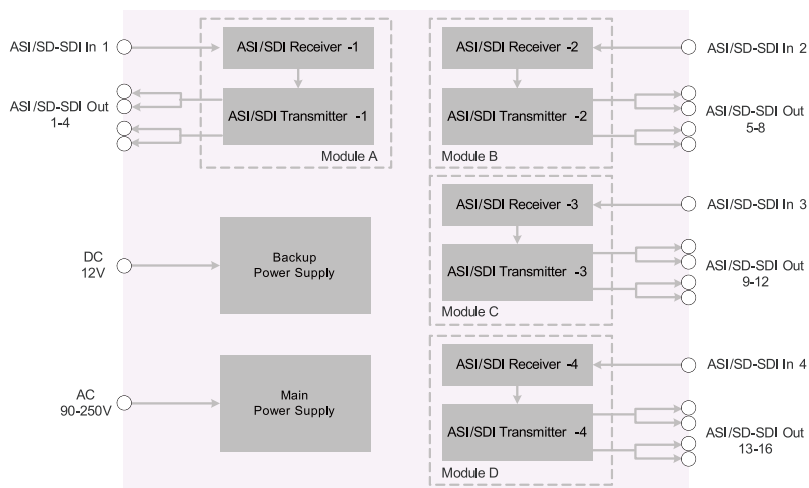 ASI/SD-SDI In 1
ASI/SDI Receiver -1
ASI/SD-SDI Out
1-4
ASI/SDI Transmitter -1
Module A
ASI/SDI Receiver -2
ASI/SD-SDI In 2
ASI/SDI Transmitter
-2
ASI/SD-SDI Out
5-8
Module B
ASI/SDI Receiver -3
ASI/SD-SDI In 3
ASI/SDI Transmitter
-3
ASI/SD-SDI Out
9-12
Module C
DC
12V
Backup
Power Supply
AC
90-250V
Main
Power Supply
ASI/SDI Receiver -4
ASI/SD-SDI In 4
ASI/SDI Transmitter
-4
ASI/SD-SDI Out
13-16
Module D